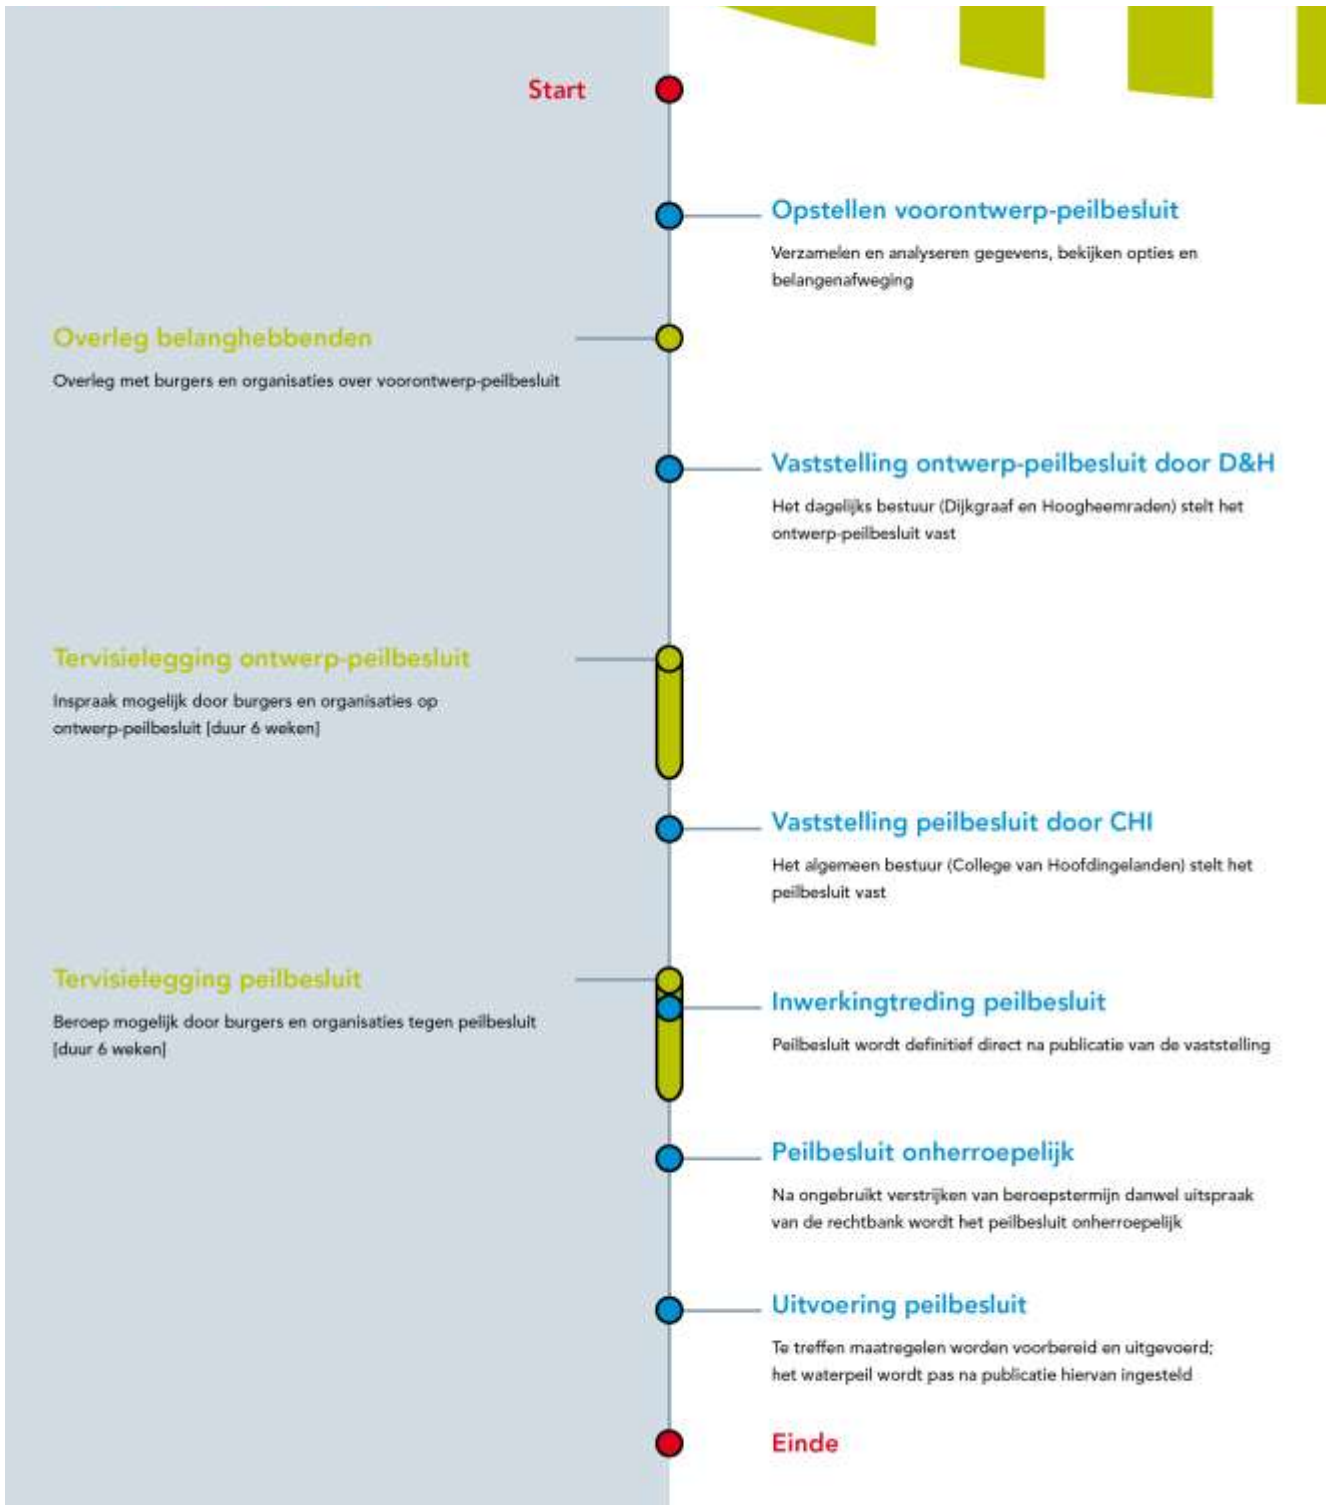 Start
Opstellen voorontwerp-peilbesluit
Verzamelen en analyseren gegevens, bekijken opties en
belangenafweging
Overleg belanghebbenden
Overleg met burgers en organisaties over voorontwerp-peilbesluit
Vaststelling ontwerp-peilbesluit door D&H
Het dagelijks bestuur (Dijkgraaf en Hoogheemraden) stelt het
ontwerp-peilbesluit vast
Tervisielegging ontwerp-peilbesluit
Inspraak mogelijk door burgers en organisaties op
ontwerp-peilbesluit [duur 6 weken]
Vaststelling peilbesluit door CHI
Het algemeen bestuur (College van Hoofdingelanden) stelt het
peilbesluit vast
Tervisielegging peilbesluit
Beroep mogelijk door burgers en organisaties tegen peilbesluit
[duur 6 weken]
Inwerkingtreding peilbesluit
Peilbesluit wordt definitief direct na publicatie van de vaststelling
Peilbesluit onherroepelijk
Na ongebruikt verstrijken van beroepstermijn danwel uitspraak
van de rechtbank wordt het peilbesluit onherroepelijk
Uitvoering peilbesluit
Te treffen maatregelen worden voorbereid en uitgevoerd;
het waterpeil wordt pas na publicatie hiervan ingesteld
Einde